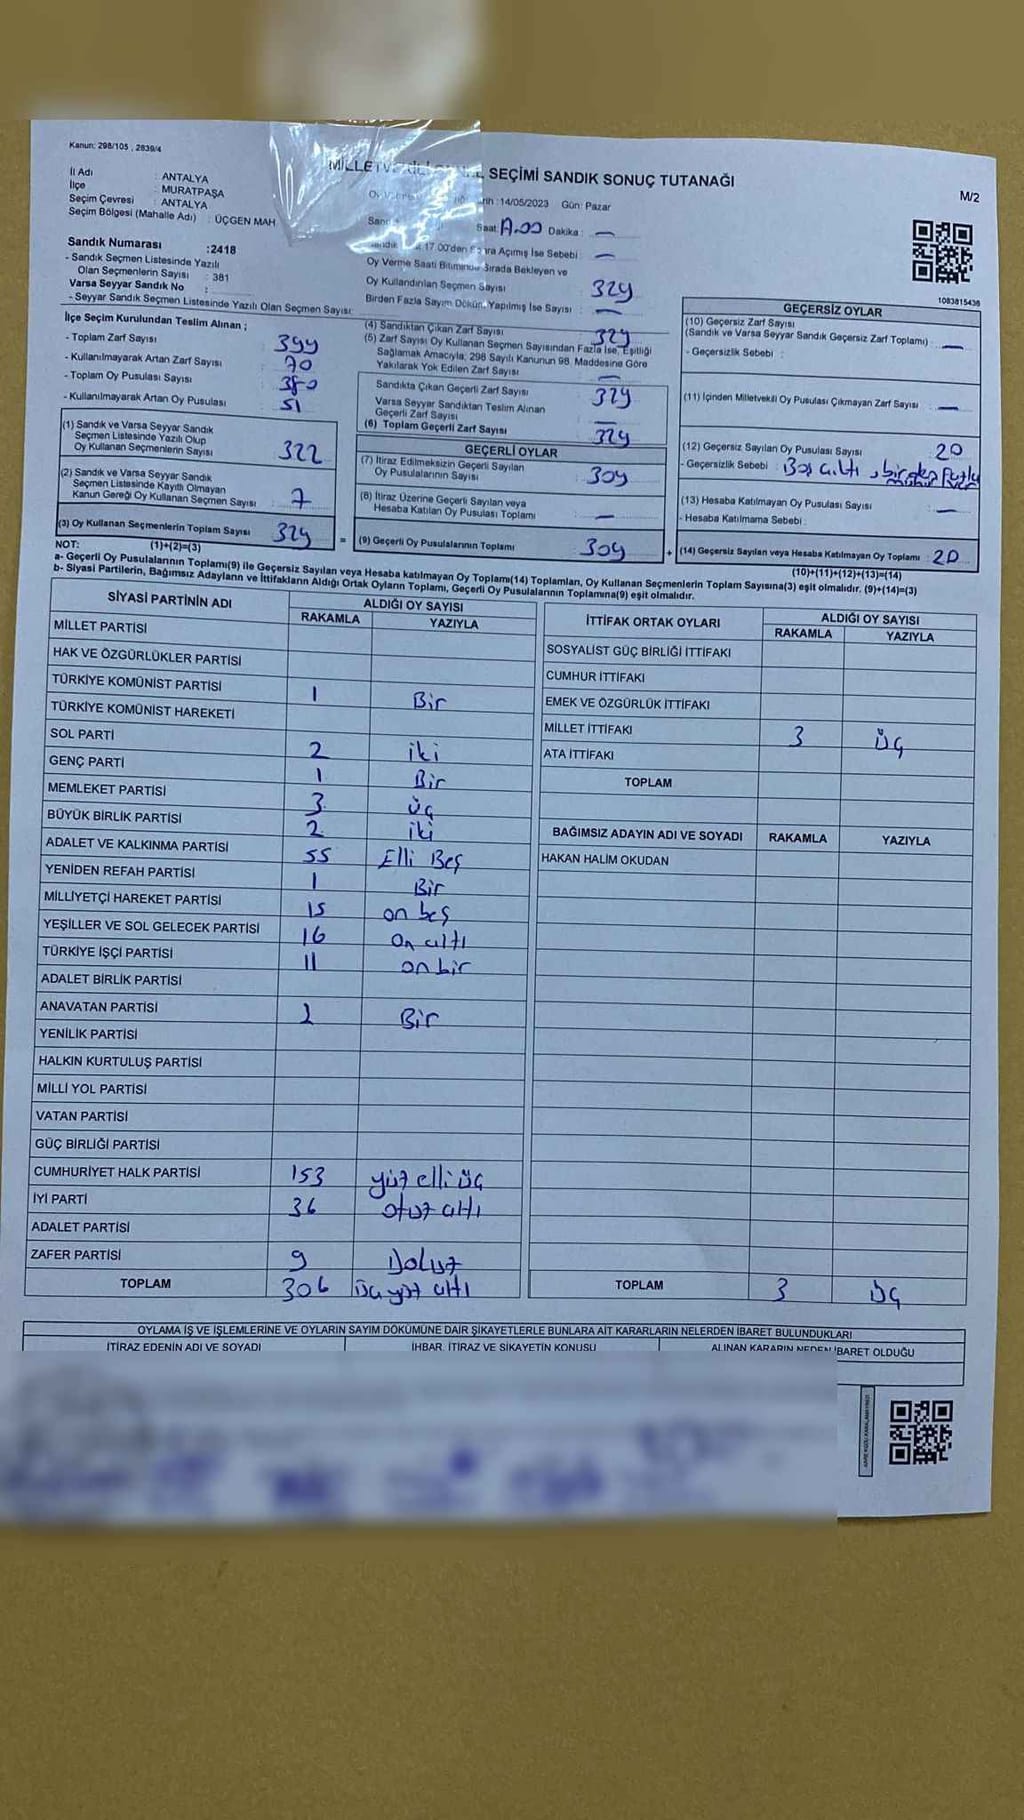 Kanun: 298/105 , 2839/4
SEÇİMİ SANDIK SONUÇ TUTANAĞI
M/2
İl Adı : ANTALYA
İlçe : MURATPAŞA
Seçim Çevresi : ANTALYA
Seçim Bölgesi (Mahalle Adı) : ÜÇGEN MAH.
:14/05/2023 Gün: Pazar
Saat: Dakika : —
17.00'den Sonra Açımış İse Sebebi : —
Oy Verme Saati Bitiminde Sırada Bekleyen ve
Oy Kullandırılan Seçmen Sayısı : 329
Birden Fazla Sayım Döküm Yapılmış İse Sayısı : —
Sandık Numarası :2418
- Sandık Seçmen Listesinde Yazılı
Olan Seçmenlerin Sayısı : 381
Varsa Seyyar Sandık No :
- Seyyar Sandık Seçmen Listesinde Yazılı Olan Seçmen Sayısı:
1083815436
İlçe Seçim Kurulundan Teslim Alınan ;
- Toplam Zarf Sayısı : 399
- Kullanılmayarak Artan Zarf Sayısı : 70
- Toplam Oy Pusulası Sayısı : 380
- Kullanılmayarak Artan Oy Pusulası : 51
(1) Sandık ve Varsa Seyyar Sandık
Seçmen Listesinde Yazılı Olup
Oy Kullanan Seçmenlerin Sayısı : 322
(2) Sandık ve Varsa Seyyar Sandık
Seçmen Listesinde Kayıtlı Olmayan
Kanun Gereği Oy Kullanan Seçmen Sayısı : 7
(3) Oy Kullanan Seçmenlerin Toplam Sayısı : 329
(1)+(2)=(3)
(4) Sandıktan Çıkan Zarf Sayısı : 329
(5) Zarf Sayısı Oy Kullanan Seçmen Sayısından Fazla İse, Eşitliği
Sağlamak Amacıyla, 298 Sayılı Kanunun 98. Maddesine Göre
Yakılarak Yok Edilen Zarf Sayısı : —
Sandıkta Çıkan Geçerli Zarf Sayısı : 329
Varsa Seyyar Sandıktan Teslim Alınan
Geçerli Zarf Sayısı :
(6) Toplam Geçerli Zarf Sayısı : 329
GEÇERLİ OYLAR
(7) İtiraz Edilmeksizin Geçerli Sayılan
Oy Pusulalarının Sayısı : 309
(8) İtiraz Üzerine Geçerli Sayılan veya
Hesaba Katılan Oy Pusulası Toplamı : —
= (9) Geçerli Oy Pusulalarının Toplamı : 309
GEÇERSİZ OYLAR
(10) Geçersiz Zarf Sayısı
(Sandık ve Varsa Seyyar Sandık Geçersiz Zarf Toplamı) : —
- Geçersizlik Sebebi :
(11) İçinden Milletvekili Oy Pusulası Çıkmayan Zarf Sayısı : —
(12) Geçersiz Sayılan Oy Pusulası Sayısı : 20
- Geçersizlik Sebebi :
(13) Hesaba Katılmayan Oy Pusulası Sayısı : —
- Hesaba Katılmama Sebebi :
+ (14) Geçersiz Sayılan veya Hesaba Katılmayan Oy Toplamı : 20
(10)+(11)+(12)+(13)=(14)
NOT:
a- Geçerli Oy Pusulalarının Toplamı(9) ile Geçersiz Sayılan veya Hesaba katılmayan Oy Toplamı(14) Toplamları, Oy Kullanan Seçmenlerin Toplam Sayısına(3) eşit olmalıdır. (9)+(14)=(3)
b- Siyasi Partilerin, Bağımsız Adayların ve İttifakların Aldığı Ortak Oyların Toplamı, Geçerli Oy Pusulalarının Toplamına(9) eşit olmalıdır.
SİYASİ PARTİNİN ADI ALDIĞI OY SAYISI
RAKAMLA YAZIYLA
MİLLET PARTİSİ
HAK VE ÖZGÜRLÜKLER PARTİSİ
TÜRKİYE KOMÜNİST PARTİSİ 1 Bir
TÜRKİYE KOMÜNİST HAREKETİ
SOL PARTİ 2 iki
GENÇ PARTİ 1 Bir
MEMLEKET PARTİSİ 3 üç
BÜYÜK BİRLİK PARTİSİ 2 iki
ADALET VE KALKINMA PARTİSİ 55 Elli Beş
YENİDEN REFAH PARTİSİ 1 Bir
MİLLİYETÇİ HAREKET PARTİSİ 15 on beş
YEŞİLLER VE SOL GELECEK PARTİSİ 16 On altı
TÜRKİYE İŞÇİ PARTİSİ 11 on bir
ADALET BİRLİK PARTİSİ
ANAVATAN PARTİSİ 1 Bir
YENİLİK PARTİSİ
HALKIN KURTULUŞ PARTİSİ
MİLLİ YOL PARTİSİ
VATAN PARTİSİ
GÜÇ BİRLİĞİ PARTİSİ
CUMHURİYET HALK PARTİSİ 153 yüz elli üç
İYİ PARTİ 36 otuz altı
ADALET PARTİSİ
ZAFER PARTİSİ 9 Dokuz
TOPLAM 306 üç yüz altı
İTTİFAK ORTAK OYLARI ALDIĞI OY SAYISI
RAKAMLA YAZIYLA
SOSYALİST GÜÇ BİRLİĞİ İTTİFAKI
CUMHUR İTTİFAKI
EMEK VE ÖZGÜRLÜK İTTİFAKI
MİLLET İTTİFAKI 3 üç
ATA İTTİFAKI
TOPLAM
BAĞIMSIZ ADAYIN ADI VE SOYADI RAKAMLA YAZIYLA
HAKAN HALİM OKUDAN
TOPLAM 3 üç
OYLAMA İŞ VE İŞLEMLERİNE VE OYLARIN SAYIM DÖKÜMÜNE DAİR ŞİKAYETLERLE BUNLARA AİT KARARLARIN NELERDEN İBARET BULUNDUKLARI
İTİRAZ EDENİN ADI VE SOYADI İHBAR, İTİRAZ VE ŞİKAYETİN KONUSU ALINAN KARARIN NEDEN İBARET OLDUĞU